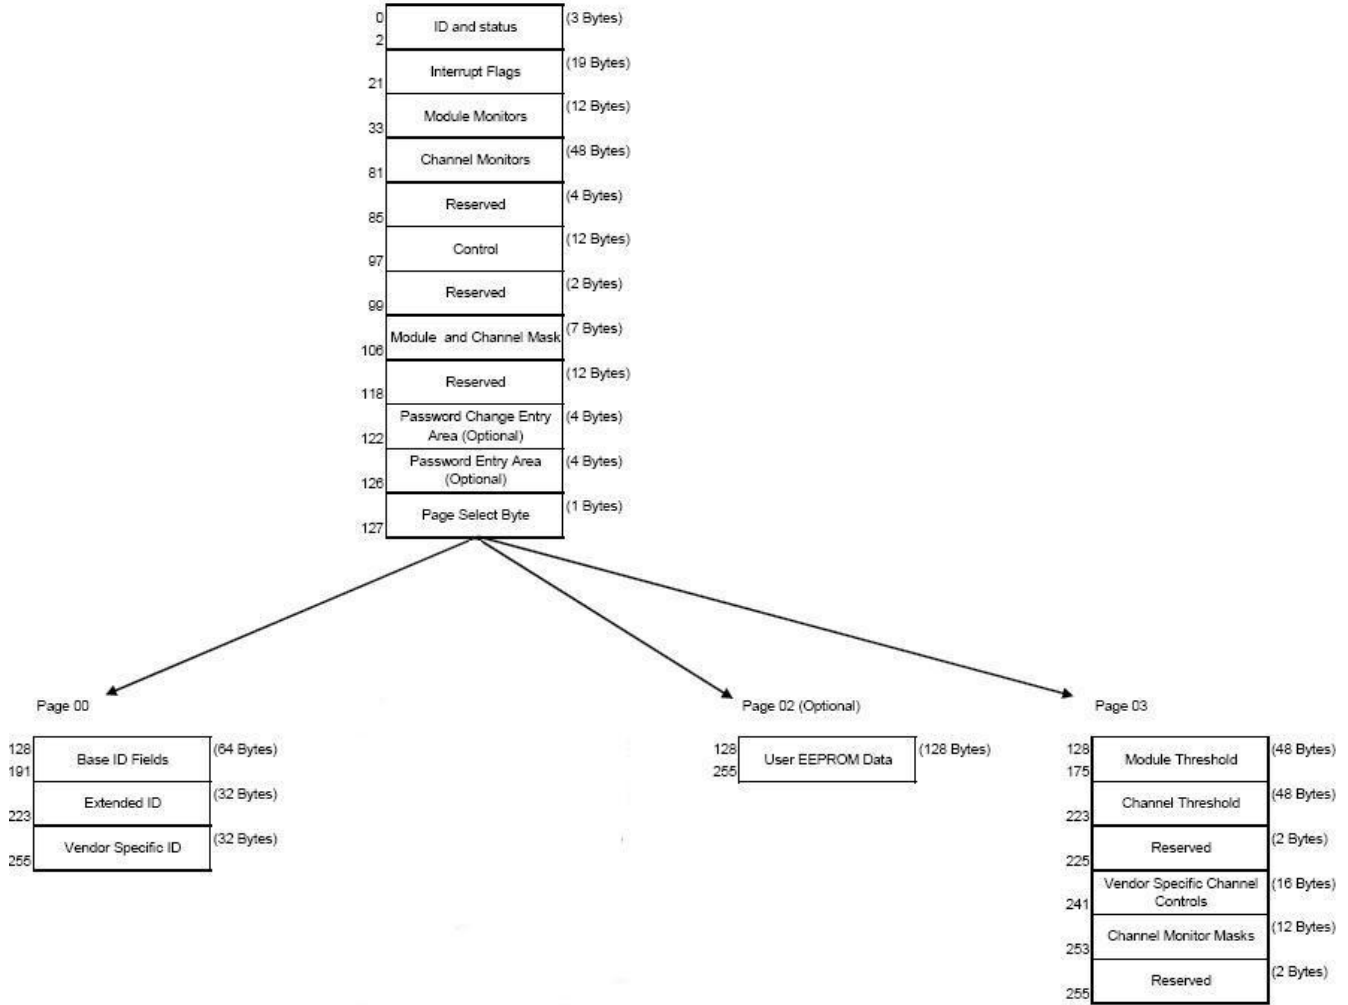 0 ID and status (3 Bytes)
2
Interrupt Flags (19 Bytes)
21
Module Monitors (12 Bytes)
33
Channel Monitors (48 Bytes)
81
Reserved (4 Bytes)
85
Control (12 Bytes)
97
Reserved (2 Bytes)
99
Module and Channel Mask (7 Bytes)
106
Reserved (12 Bytes)
118
Password Change Entry (4 Bytes)
122 Area (Optional)
Password Entry Area (4 Bytes)
126 (Optional)
Page Select Byte (1 Bytes)
127
Page 00
128 Base ID Fields (64 Bytes)
191
Extended ID (32 Bytes)
223
Vendor Specific ID (32 Bytes)
255
Page 02 (Optional)
128 User EEPROM Data (128 Bytes)
255
Page 03
128 Module Threshold (48 Bytes)
175
Channel Threshold (48 Bytes)
223
Reserved (2 Bytes)
225
Vendor Specific Channel (16 Bytes)
241 Controls
Channel Monitor Masks (12 Bytes)
253
Reserved (2 Bytes)
255